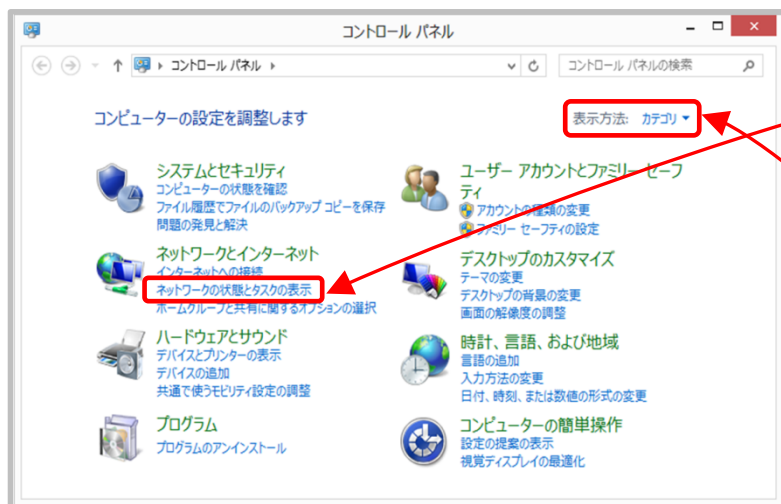 コントロール パネル
コントロール パネル
コントロール パネルの検索
コンピューターの設定を調整します
表示方法: カテゴリ
システムとセキュリティ
コンピューターの状態を確認
ファイル履歴でファイルのバックアップ コピーを保存
問題の発見と解決
ネットワークとインターネット
インターネットへの接続
ネットワークの状態とタスクの表示
ホームグループと共有に関するオプションの選択
ハードウェアとサウンド
デバイスとプリンターの表示
デバイスの追加
共通で使うモビリティ設定の調整
プログラム
プログラムのアンインストール
ユーザー アカウントとファミリー セーフ
ティ
アカウントの種類の変更
ファミリー セーフティの設定
デスクトップのカスタマイズ
テーマの変更
デスクトップの背景の変更
画面の解像度の調整
時計、言語、および地域
言語の追加
入力方法の変更
日付、時刻、または数値の形式の変更
コンピューターの簡単操作
設定の提案の表示
視覚ディスプレイの最適化